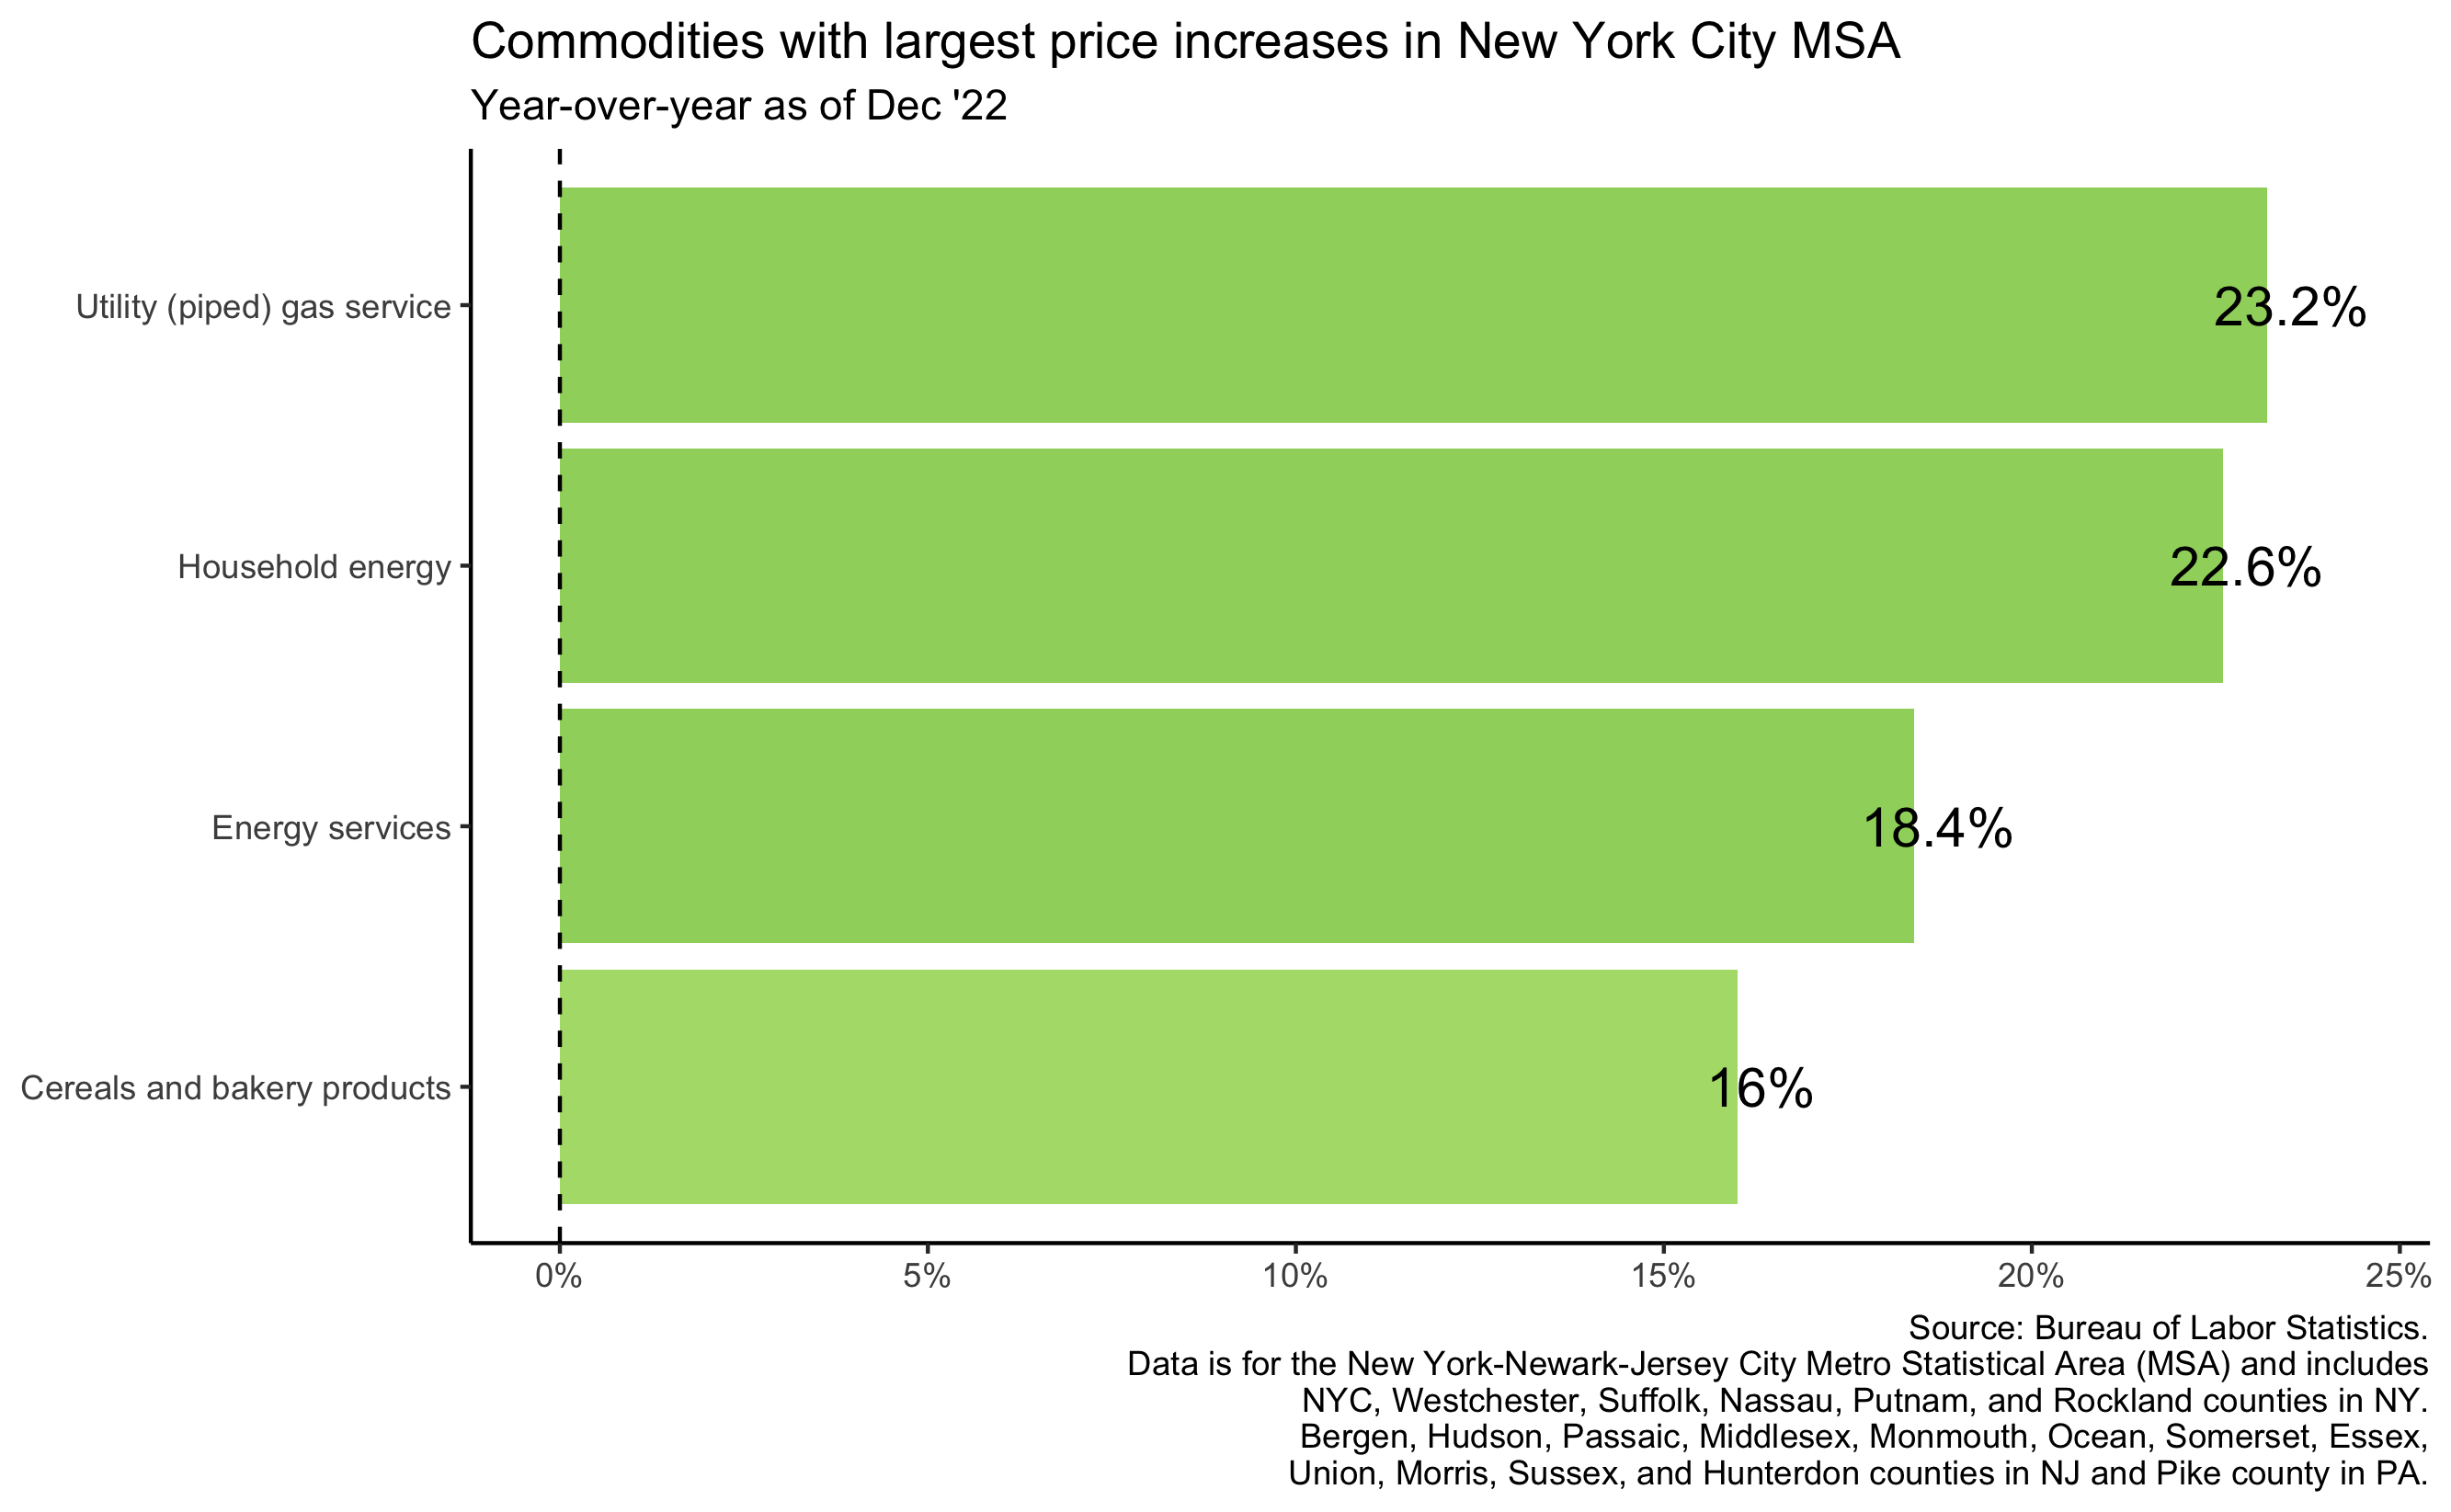 Commodities with largest price increases in New York City MSA
Year-over-year as of Dec '22
Utility (piped) gas service
23.2%
Household energy
22.6%
Energy services
18.4%
Cereals and bakery products
16%
0%
5%
10%
15%
20%
25%
Source: Bureau of Labor Statistics.
Data is for the New York-Newark-Jersey City Metro Statistical Area (MSA) and includes
NYC, Westchester, Suffolk, Nassau, Putnam, and Rockland counties in NY.
Bergen, Hudson, Passaic, Middlesex, Monmouth, Ocean, Somerset, Essex,
Union, Morris, Sussex, and Hunterdon counties in NJ and Pike county in PA.